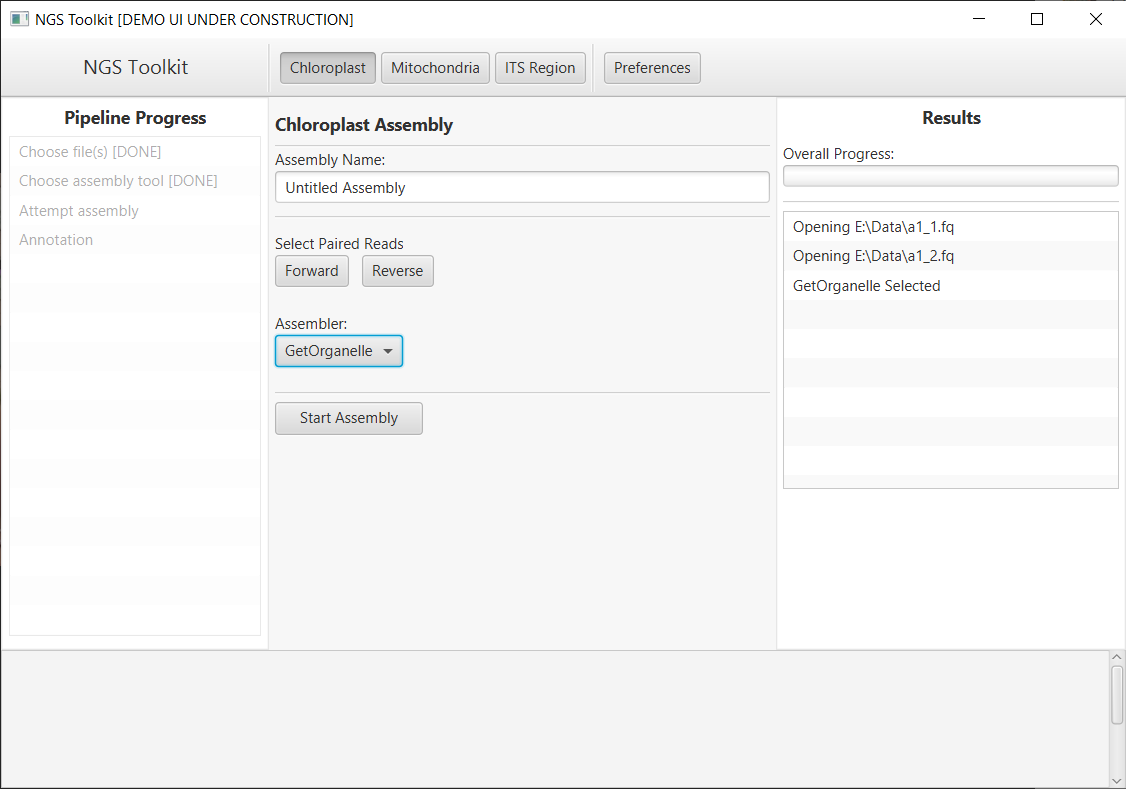 NGS Toolkit [DEMO UI UNDER CONSTRUCTION]
NGS Toolkit
Chloroplast
Mitochondria
ITS Region
Preferences
Pipeline Progress
Choose file(s) [DONE]
Choose assembly tool [DONE]
Attempt assembly
Annotation
Chloroplast Assembly
Assembly Name:
Untitled Assembly
Select Paired Reads
Forward
Reverse
Assembler:
GetOrganelle
Start Assembly
Results
Overall Progress:
Opening E:\Data\a1_1.fq
Opening E:\Data\a1_2.fq
GetOrganelle Selected